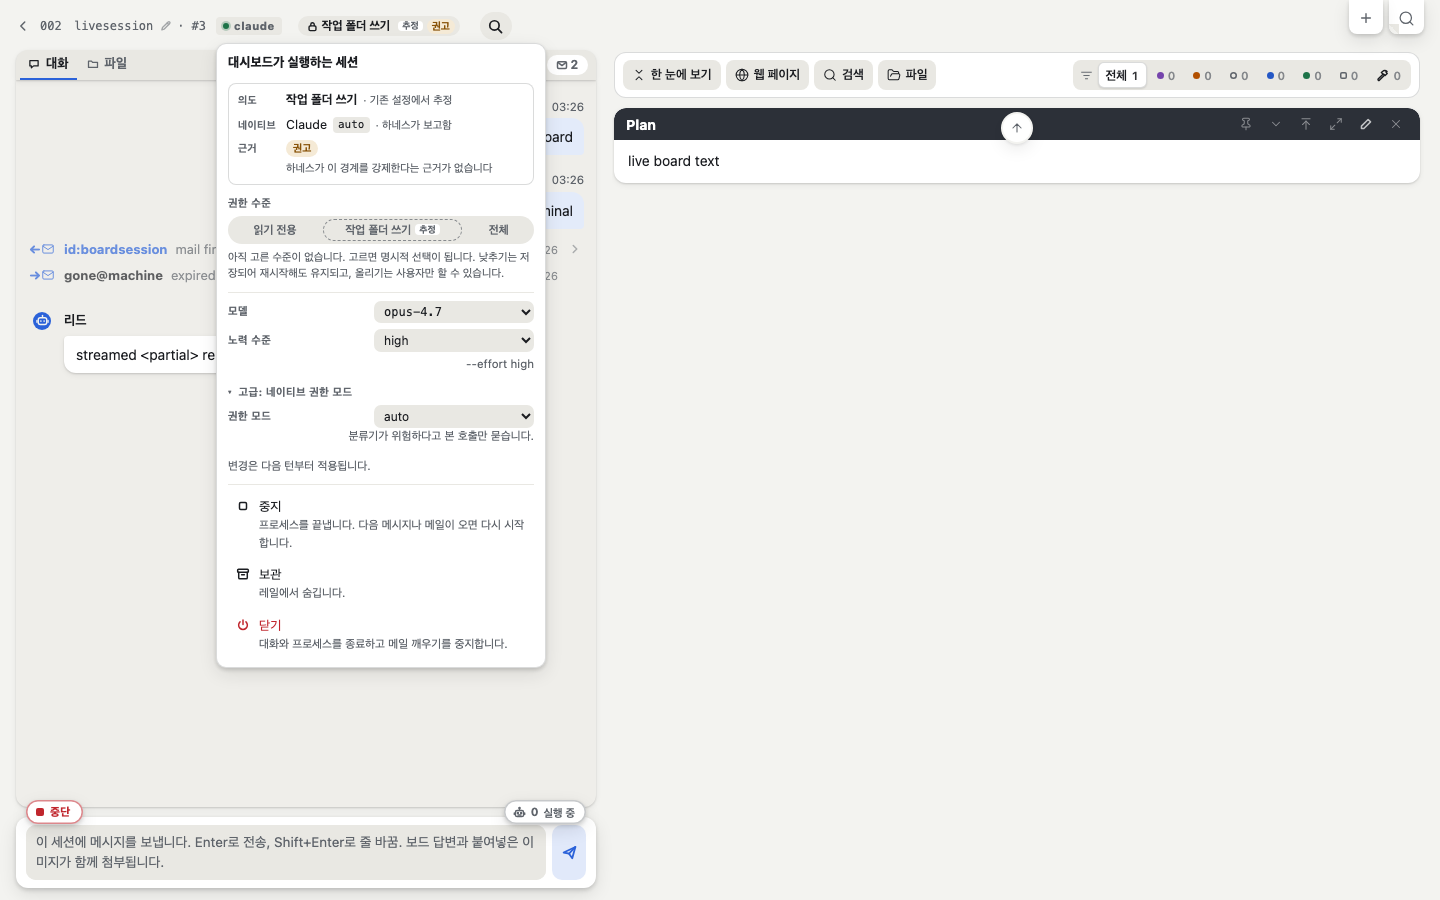 002 livesession · #3 claude 작업 폴더 쓰기 추정 권고
대화 파일
2
대시보드가 실행하는 세션
의도 작업 폴더 쓰기 · 기존 설정에서 추정
네이티브 Claude auto · 하네스가 보고함
근거 권고
하네스가 이 경계를 강제한다는 근거가 없습니다
권한 수준
읽기 전용 작업 폴더 쓰기 추정 전체
아직 고른 수준이 없습니다. 고르면 명시적 선택이 됩니다. 낮추기는 저
장되어 재시작해도 유지되고, 올리기는 사용자만 할 수 있습니다.
모델 opus-4.7
노력 수준 high
--effort high
고급: 네이티브 권한 모드
권한 모드 auto
분류기가 위험하다고 본 호출만 묻습니다.
변경은 다음 턴부터 적용됩니다.
중지
프로세스를 끝냅니다. 다음 메시지나 메일이 오면 다시 시작
합니다.
보관
레일에서 숨깁니다.
닫기
대화와 프로세스를 종료하고 메일 깨우기를 중지합니다.
03:26
oard
03:26
minal
id:boardsession mail fir
26
gone@machine expired
26
리드
streamed <partial> re
중단
0 실행 중
이 세션에 메시지를 보냅니다. Enter로 전송, Shift+Enter로 줄 바꿈. 보드 답변과 붙여넣은 이
미지가 함께 첨부됩니다.
한 눈에 보기 웹 페이지 검색 파일
전체 1 0 0 0 0 0 0 0
Plan
live board text